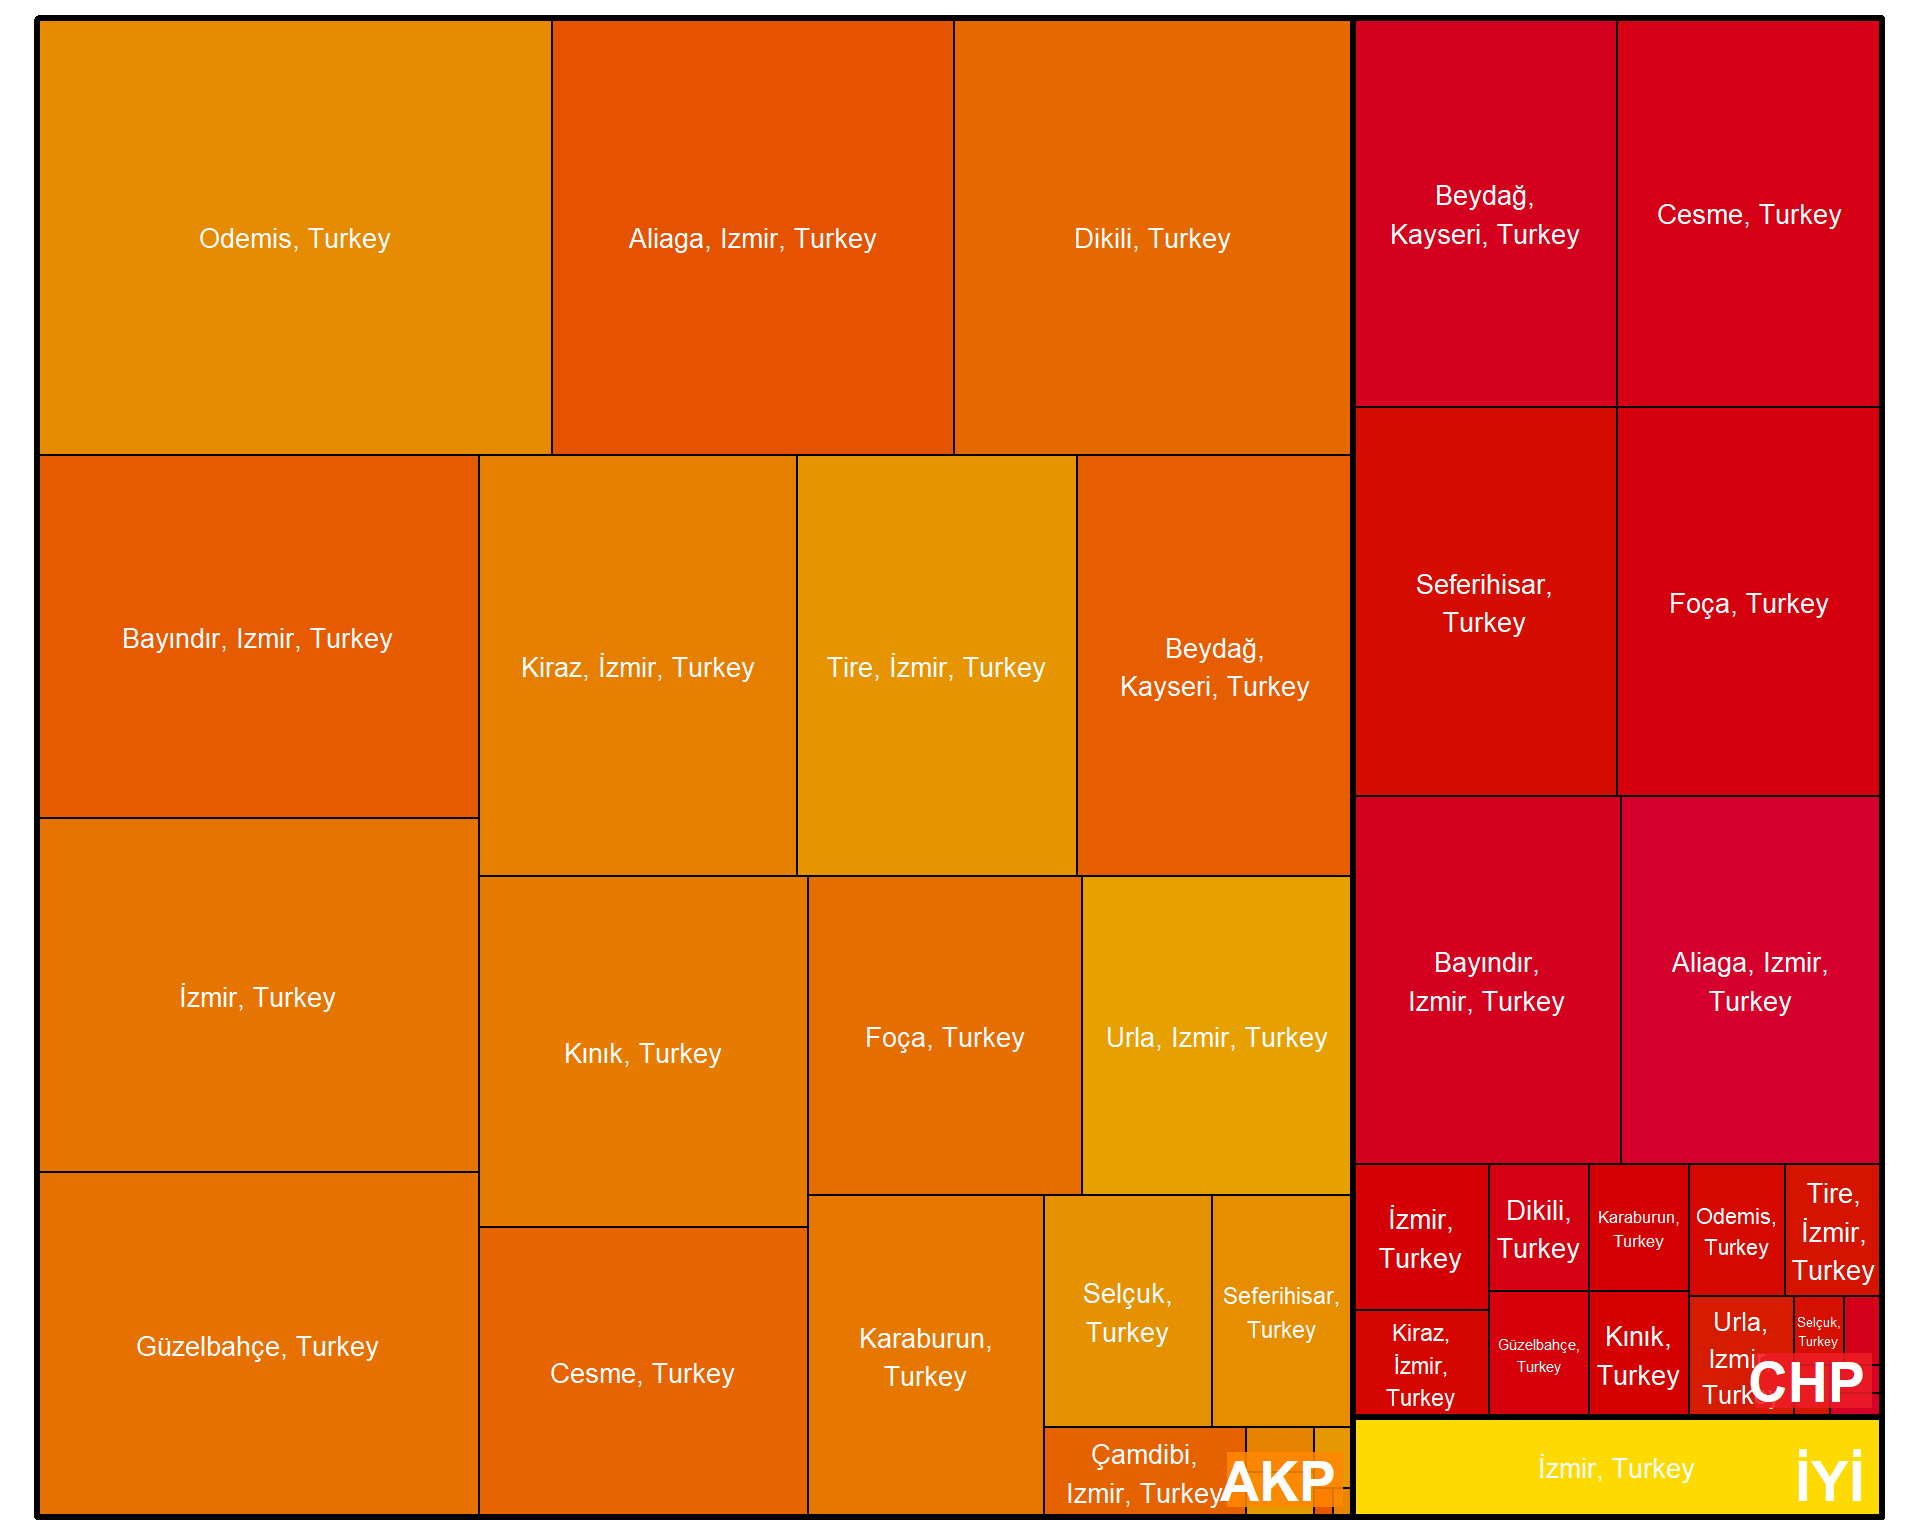 Odemis, Turkey
Aliaga, Izmir, Turkey
Dikili, Turkey
Bayındır, Izmir, Turkey
Kiraz, İzmir, Turkey
Tire, İzmir, Turkey
Beydağ,
Kayseri, Turkey
İzmir, Turkey
Kınık, Turkey
Foça, Turkey
Urla, Izmir, Turkey
Güzelbahçe, Turkey
Cesme, Turkey
Karaburun,
Turkey
Selçuk,
Turkey
Seferihisar,
Turkey
Çamdibi,
Izmir, Turkey
AKP
Beydağ,
Kayseri, Turkey
Cesme, Turkey
Seferihisar,
Turkey
Foça, Turkey
Bayındır,
Izmir, Turkey
Aliaga, Izmir,
Turkey
İzmir,
Turkey
Dikili,
Turkey
Karaburun,
Turkey
Odemis,
Turkey
Tire,
İzmir,
Turkey
Kiraz,
İzmir,
Turkey
Güzelbahçe,
Turkey
Kınık,
Turkey
Urla,
Izmir,
Turkey
Selçuk,
Turkey
CHP
İzmir, Turkey
İYİ